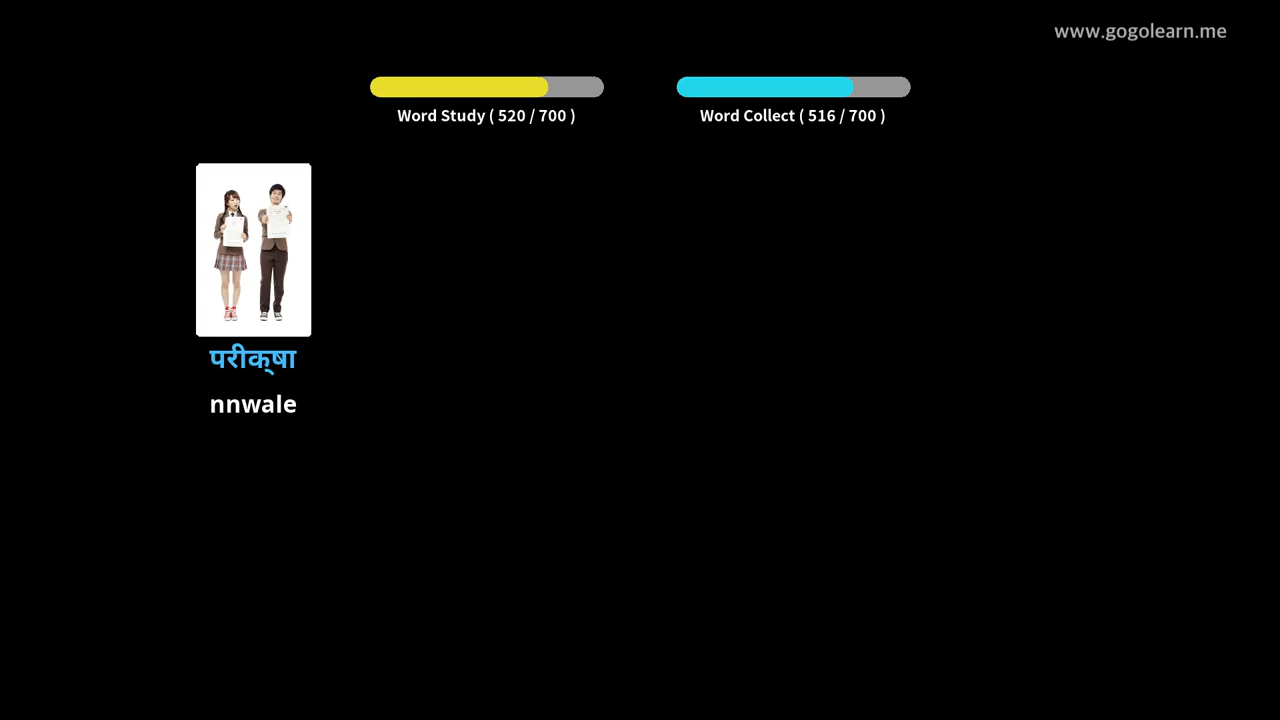 www.gogolearn.me
Word Study ( 520 / 700 )
Word Collect ( 516 / 700 )
परीक्‌षा
nnwale